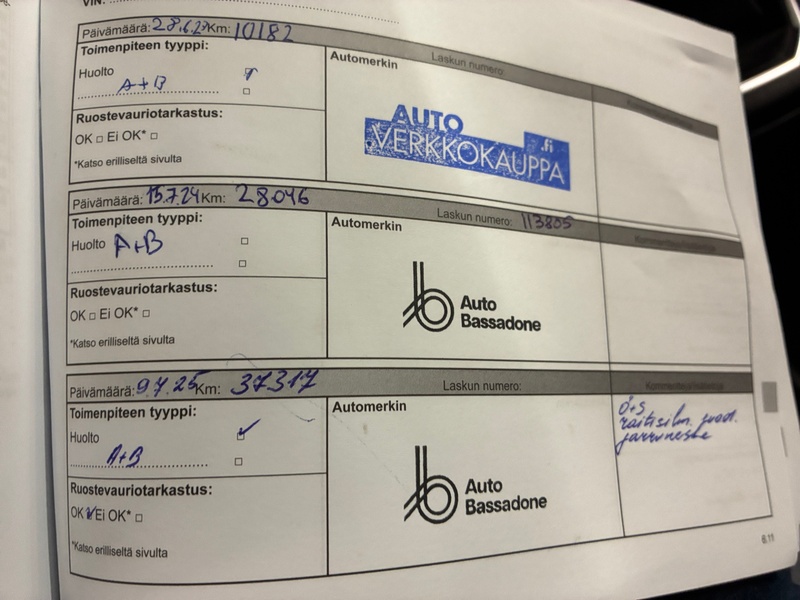 VIN:
Päivämäärä: 28.6.23 Km: 10182
Toimenpiteen tyyppi:
Huolto
A+B
Ruostevauriotarkastus:
OK □ Ei OK* □
*Katso erilliseltä sivulta
Automerkin
Laskun numero:
AUTO
VERKKOKAUPPA.fi
Päivämäärä: 15.7.24 Km: 28046
Toimenpiteen tyyppi:
Huolto A+B
Ruostevauriotarkastus:
OK □ Ei OK* □
*Katso erilliseltä sivulta
Laskun numero: 113805
Automerkin
Auto
Bassadone
Päivämäärä: 9.7.25 Km: 37317
Toimenpiteen tyyppi:
Huolto
A+B
Ruostevauriotarkastus:
OK Ei OK* □
*Katso erilliseltä sivulta
Laskun numero:
Automerkin
Auto
Bassadone
Ö+S
raitisilm. suod.
jarruneste
6.11